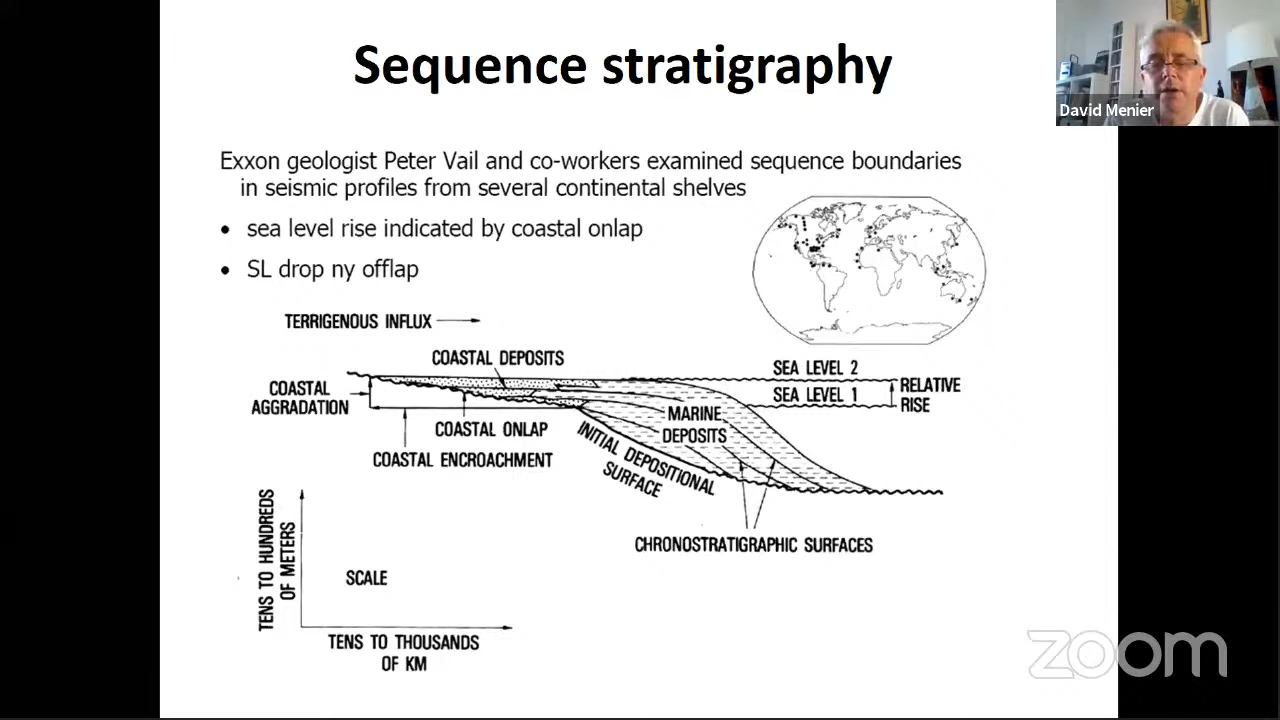 Sequence stratigraphy
David Menier
Exxon geologist Peter Vail and co-workers examined sequence boundaries
in seismic profiles from several continental shelves
• sea level rise indicated by coastal onlap
• SL drop ny offlap
TERRIGENOUS INFLUX
COASTAL DEPOSITS
SEA LEVEL 2
SEA LEVEL 1
RELATIVE
RISE
COASTAL
AGGRADATION
MARINE
DEPOSITS
COASTAL ONLAP
COASTAL ENCROACHMENT
INITIAL DEPOSITIONAL
SURFACE
CHRONOSTRATIGRAPHIC SURFACES
TENS TO HUNDREDS
OF METERS
SCALE
TENS TO THOUSANDS
OF KM
zoom